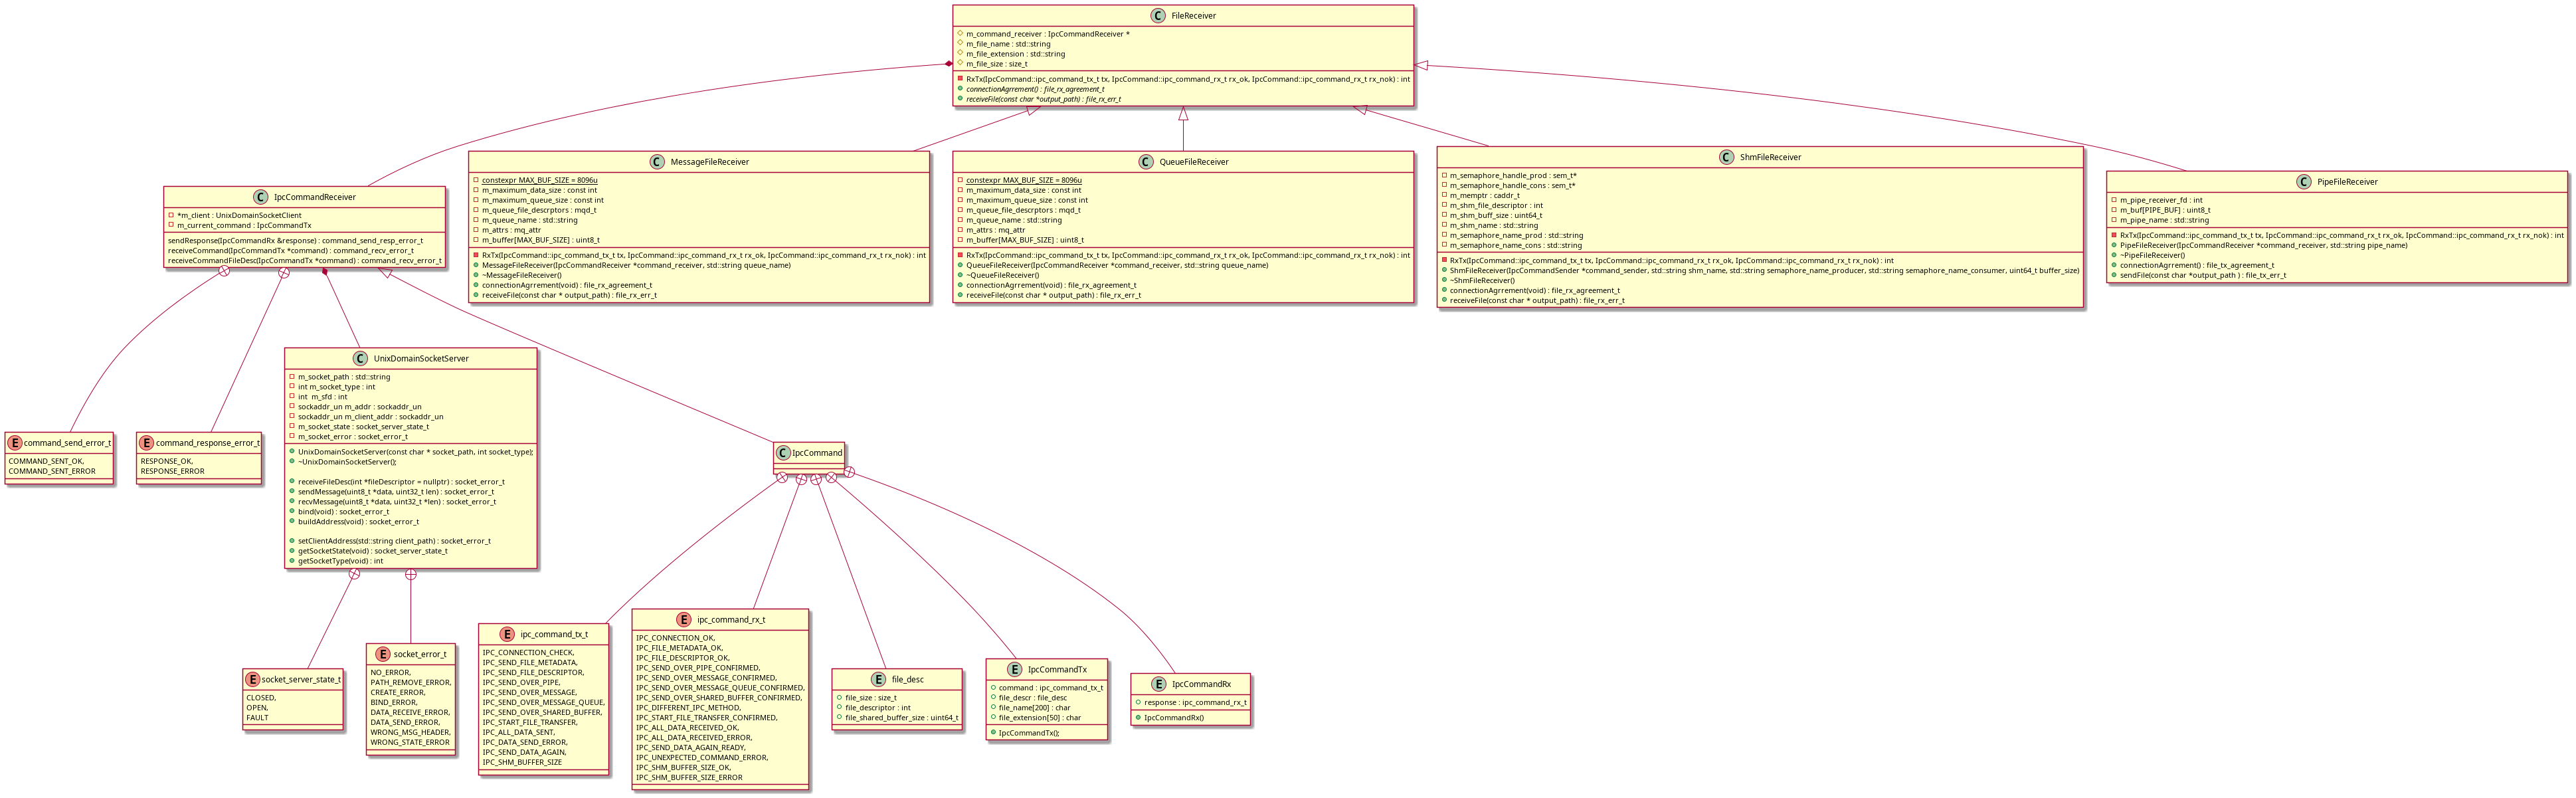 C FileReceiver
m_command_receiver : IpcCommandReceiver *
m_file_name : std::string
m_file_extension : std::string
m_file_size : size_t
RxTx(IpcCommand::ipc_command_tx_t tx, IpcCommand::ipc_command_rx_t rx_ok, IpcCommand::ipc_command_rx_t rx_nok) : int
connectionAgrrement() : file_rx_agreement_t
receiveFile(const char *output_path) : file_rx_err_t
C IpcCommandReceiver
*m_client : UnixDomainSocketClient
m_current_command : IpcCommandTx
sendResponse(IpcCommandRx &response) : command_send_resp_error_t
receiveCommand(IpcCommandTx *command) : command_recv_error_t
receiveCommandFileDesc(IpcCommandTx *command) : command_recv_error_t
C MessageFileReceiver
constexpr MAX_BUF_SIZE = 8096u
m_maximum_data_size : const int
m_maximum_queue_size : const int
m_queue_file_descrptors : mqd_t
m_queue_name : std::string
m_attrs : mq_attr
m_buffer[MAX_BUF_SIZE] : uint8_t
RxTx(IpcCommand::ipc_command_tx_t tx, IpcCommand::ipc_command_rx_t rx_ok, IpcCommand::ipc_command_rx_t rx_nok) : int
MessageFileReceiver(IpcCommandReceiver *command_receiver, std::string queue_name)
~MessageFileReceiver()
connectionAgrrement(void) : file_rx_agreement_t
receiveFile(const char * output_path) : file_rx_err_t
C QueueFileReceiver
constexpr MAX_BUF_SIZE = 8096u
m_maximum_data_size : const int
m_maximum_queue_size : const int
m_queue_file_descrptors : mqd_t
m_queue_name : std::string
m_attrs : mq_attr
m_buffer[MAX_BUF_SIZE] : uint8_t
RxTx(IpcCommand::ipc_command_tx_t tx, IpcCommand::ipc_command_rx_t rx_ok, IpcCommand::ipc_command_rx_t rx_nok) : int
QueueFileReceiver(IpcCommandReceiver *command_receiver, std::string queue_name)
~QueueFileReceiver()
connectionAgrrement(void) : file_rx_agreement_t
receiveFile(const char * output_path) : file_rx_err_t
C ShmFileReceiver
m_semaphore_handle_prod : sem_t*
m_semaphore_handle_cons : sem_t*
m_memptr : caddr_t
m_shm_file_descriptor : int
m_shm_buff_size : uint64_t
m_shm_name : std::string
m_semaphore_name_prod : std::string
m_semaphore_name_cons : std::string
RxTx(IpcCommand::ipc_command_tx_t tx, IpcCommand::ipc_command_rx_t rx_ok, IpcCommand::ipc_command_rx_t rx_nok) : int
ShmFileReceiver(IpcCommandSender *command_sender, std::string shm_name, std::string semaphore_name_producer, std::string semaphore_name_consumer, uint64_t buffer_size)
~ShmFileReceiver()
connectionAgrrement(void) : file_rx_agreement_t
receiveFile(const char * output_path) : file_rx_err_t
C PipeFileReceiver
m_pipe_receiver_fd : int
m_buf[PIPE_BUF] : uint8_t
m_pipe_name : std::string
RxTx(IpcCommand::ipc_command_tx_t tx, IpcCommand::ipc_command_rx_t rx_ok, IpcCommand::ipc_command_rx_t rx_nok) : int
PipeFileReceiver(IpcCommandReceiver *command_receiver, std::string pipe_name)
~PipeFileReceiver()
connectionAgrrement() : file_tx_agreement_t
sendFile(const char *output_path ) : file_tx_err_t
E command_send_error_t
COMMAND_SENT_OK,
COMMAND_SENT_ERROR
E command_response_error_t
RESPONSE_OK,
RESPONSE_ERROR
C UnixDomainSocketServer
m_socket_path : std::string
int m_socket_type : int
int  m_sfd : int
sockaddr_un m_addr : sockaddr_un
sockaddr_un m_client_addr : sockaddr_un
m_socket_state : socket_server_state_t
m_socket_error : socket_error_t
UnixDomainSocketServer(const char * socket_path, int socket_type);
~UnixDomainSocketServer();
receiveFileDesc(int *fileDescriptor = nullptr) : socket_error_t
sendMessage(uint8_t *data, uint32_t len) : socket_error_t
recvMessage(uint8_t *data, uint32_t *len) : socket_error_t
bind(void) : socket_error_t
buildAddress(void) : socket_error_t
setClientAddress(std::string client_path) : socket_error_t
getSocketState(void) : socket_server_state_t
getSocketType(void) : int
C IpcCommand
E socket_server_state_t
CLOSED,
OPEN,
FAULT
E socket_error_t
NO_ERROR,
PATH_REMOVE_ERROR,
CREATE_ERROR,
BIND_ERROR,
DATA_RECEIVE_ERROR,
DATA_SEND_ERROR,
WRONG_MSG_HEADER,
WRONG_STATE_ERROR
E ipc_command_tx_t
IPC_CONNECTION_CHECK,
IPC_SEND_FILE_METADATA,
IPC_SEND_FILE_DESCRIPTOR,
IPC_SEND_OVER_PIPE,
IPC_SEND_OVER_MESSAGE,
IPC_SEND_OVER_MESSAGE_QUEUE,
IPC_SEND_OVER_SHARED_BUFFER,
IPC_START_FILE_TRANSFER,
IPC_ALL_DATA_SENT,
IPC_DATA_SEND_ERROR,
IPC_SEND_DATA_AGAIN,
IPC_SHM_BUFFER_SIZE
E ipc_command_rx_t
IPC_CONNECTION_OK,
IPC_FILE_METADATA_OK,
IPC_FILE_DESCRIPTOR_OK,
IPC_SEND_OVER_PIPE_CONFIRMED,
IPC_SEND_OVER_MESSAGE_CONFIRMED,
IPC_SEND_OVER_MESSAGE_QUEUE_CONFIRMED,
IPC_SEND_OVER_SHARED_BUFFER_CONFIRMED,
IPC_DIFFERENT_IPC_METHOD,
IPC_START_FILE_TRANSFER_CONFIRMED,
IPC_ALL_DATA_RECEIVED_OK,
IPC_ALL_DATA_RECEIVED_ERROR,
IPC_SEND_DATA_AGAIN_READY,
IPC_UNEXPECTED_COMMAND_ERROR,
IPC_SHM_BUFFER_SIZE_OK,
IPC_SHM_BUFFER_SIZE_ERROR
E file_desc
file_size : size_t
file_descriptor : int
file_shared_buffer_size : uint64_t
E IpcCommandTx
command : ipc_command_tx_t
file_descr : file_desc
file_name[200] : char
file_extension[50] : char
IpcCommandTx();
E IpcCommandRx
response : ipc_command_rx_t
IpcCommandRx()